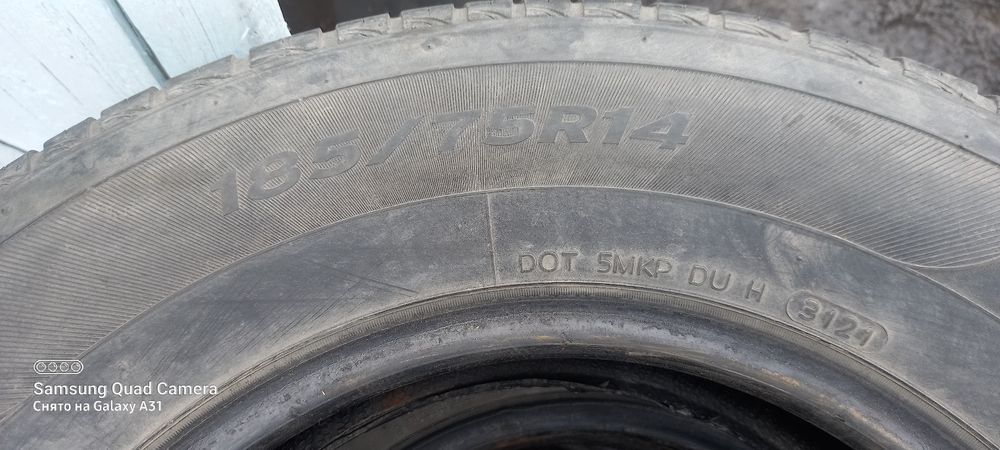 185/75R14
DOT 5MKP DU H 3121
Samsung Quad Camera
Снято на Galaxy A31